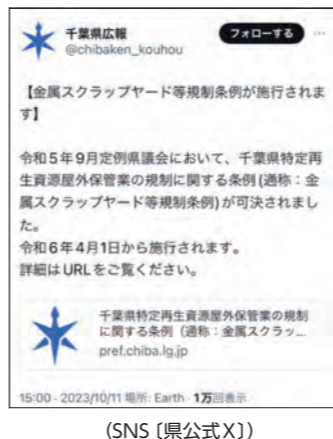 千葉県広報
@chibaken_kouhou
フォローする
【金属スクラップヤード等規制条例が施行されま
す】
令和5年9月定例県議会において、千葉県特定再
生資源屋外保管業の規制に関する条例(通称：金
属スクラップヤード等規制条例)が可決されまし
た。
令和6年4月1日から施行されます。
詳細はURLをご覧ください。
千葉県特定再生資源屋外保管業の規制
に関する条例（通称：金属スクラッ...
pref.chiba.lg.jp
15:00 · 2023/10/11 場所: Earth · 1万回表示
(SNS〔県公式X〕)